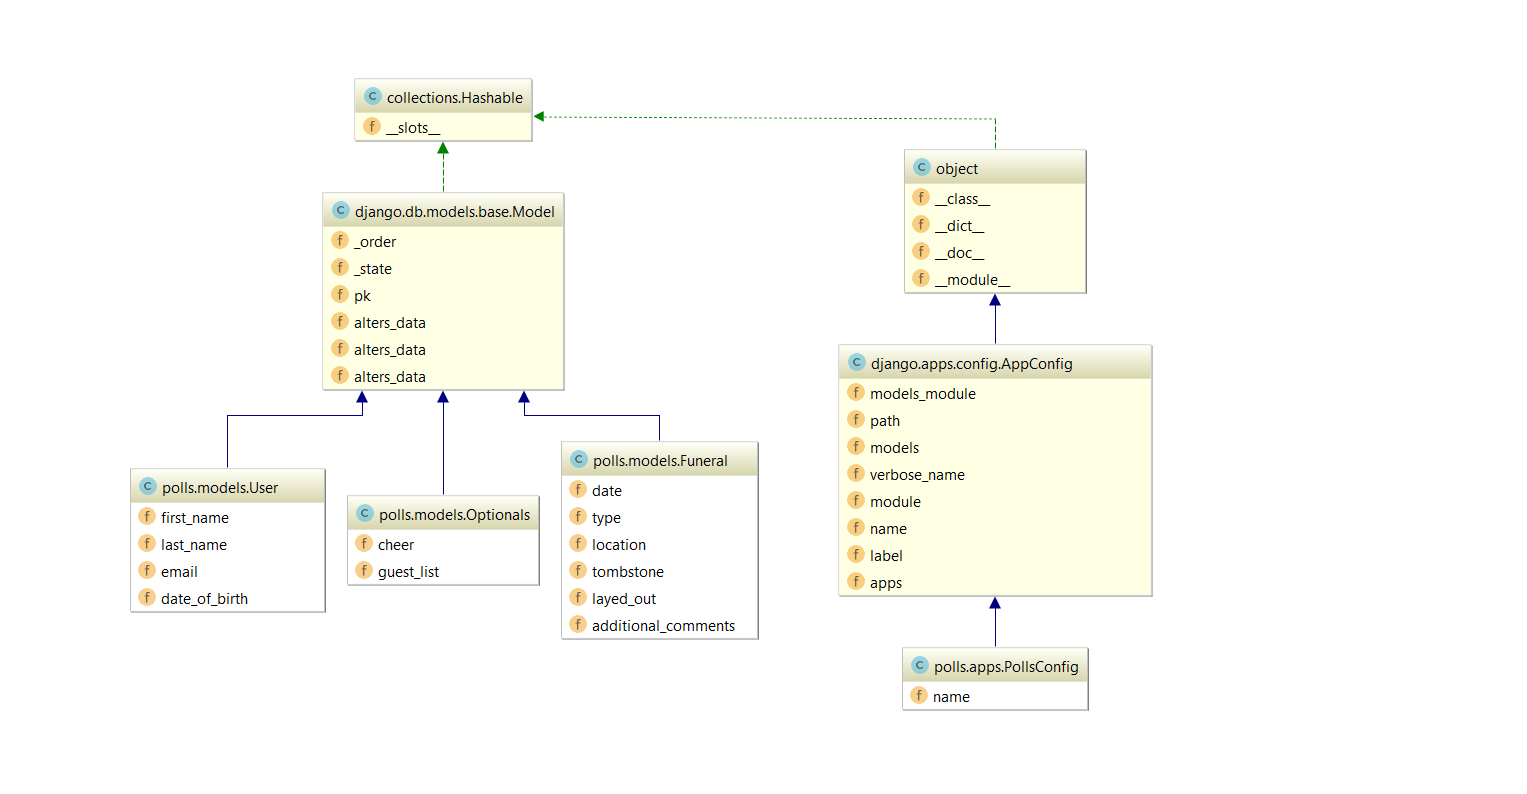 collections.Hashable
__slots__
object
__class__
__dict__
__doc__
__module__
django.db.models.base.Model
_order
_state
pk
alters_data
alters_data
alters_data
django.apps.config.AppConfig
models_module
path
models
verbose_name
module
name
label
apps
polls.models.User
first_name
last_name
email
date_of_birth
polls.models.Optionals
cheer
guest_list
polls.models.Funeral
date
type
location
tombstone
layed_out
additional_comments
polls.apps.PollsConfig
name